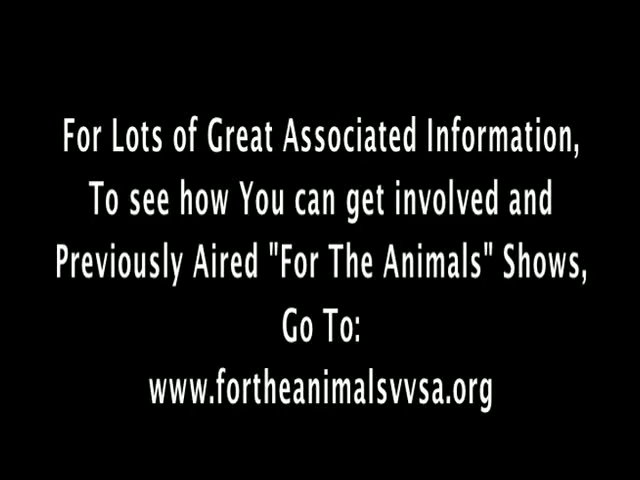 For Lots of Great Associated Information,
To see how You can get involved and
Previously Aired "For The Animals" Shows,
Go To:
www.fortheanimalsvvsa.org